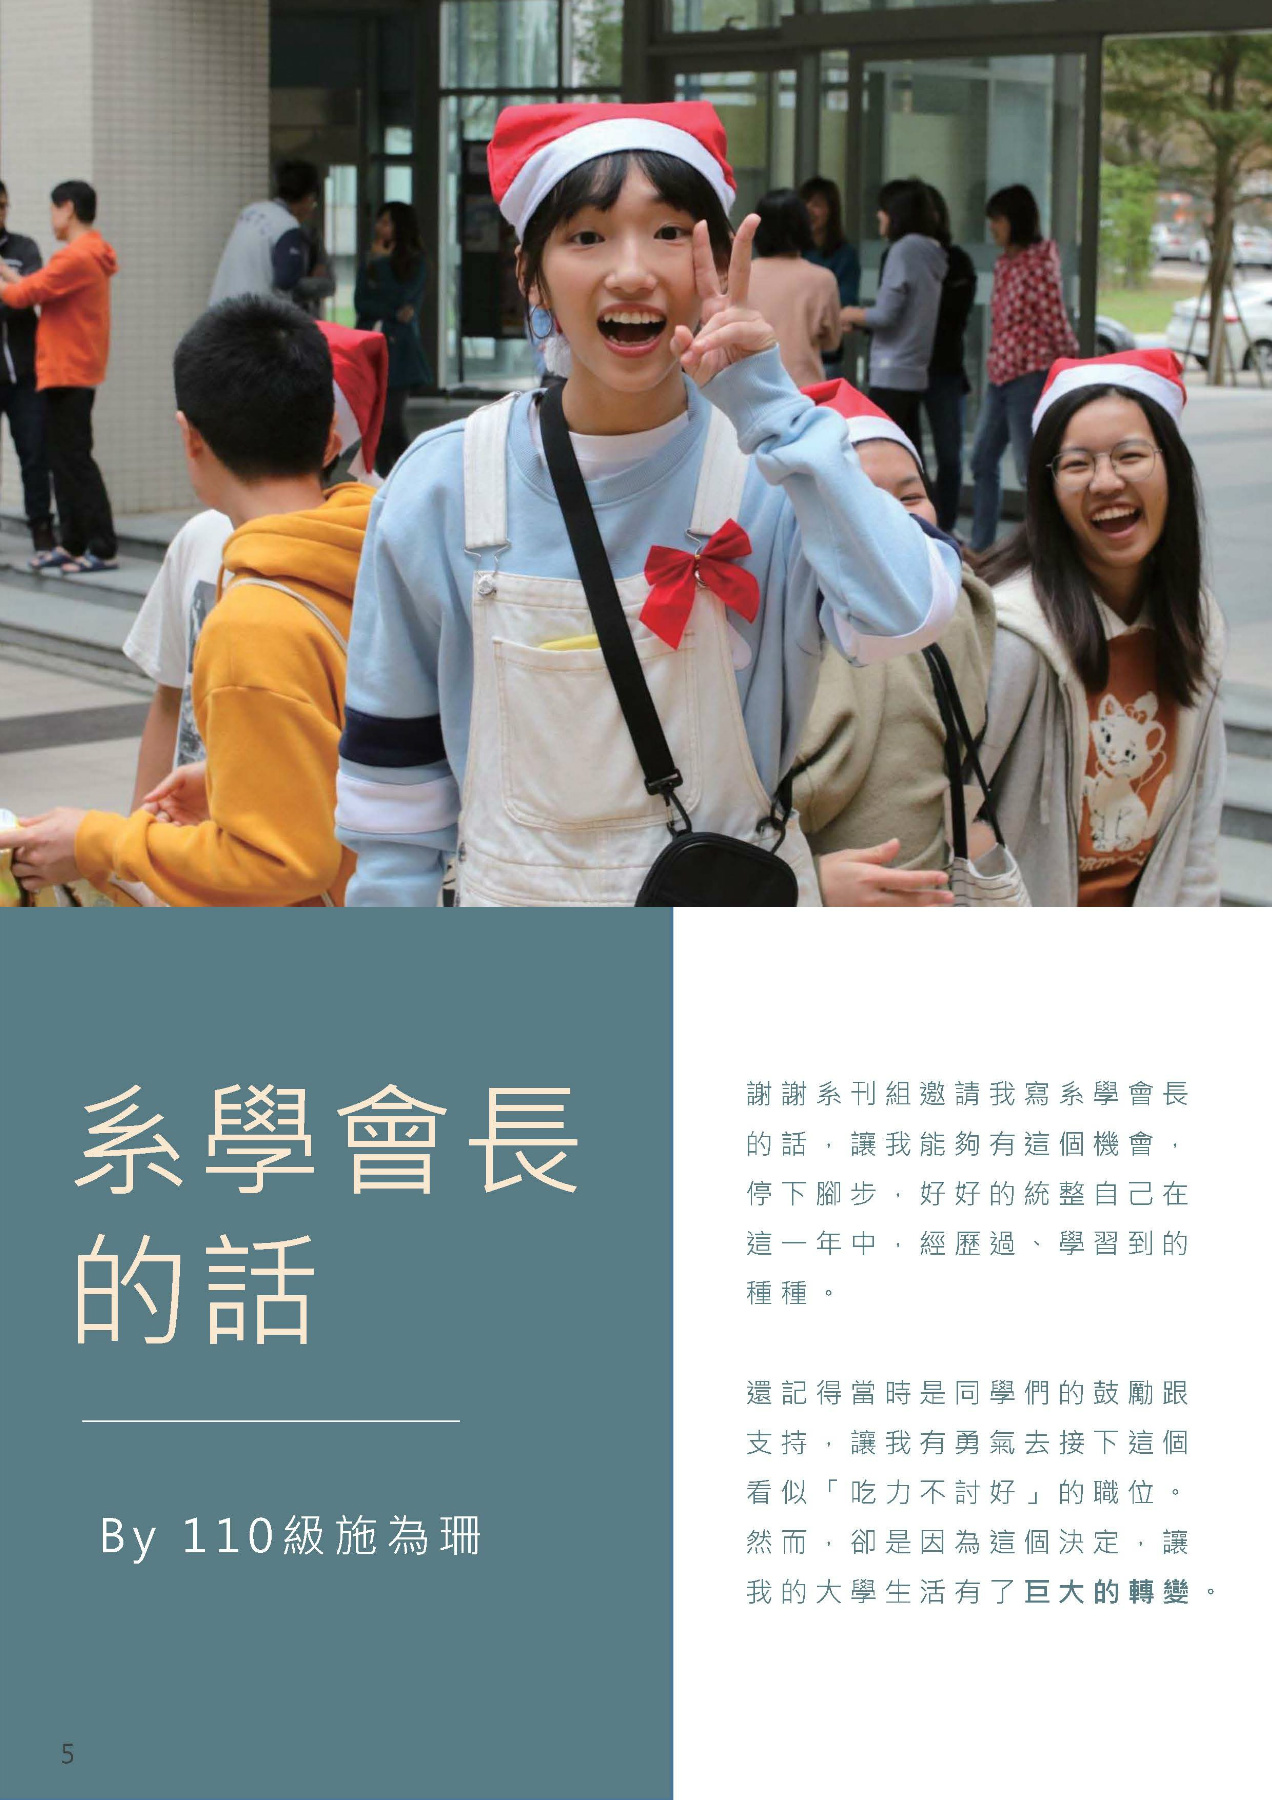 系學會長
的話
By 110級施為珊
謝謝系刊組邀請我寫系學會長
的話，讓我能夠有這個機會，
停下腳步，好好的統整自己在
這一年中，經歷過、學習到的
種種。
還記得當時是同學們的鼓勵跟
支持，讓我有勇氣去接下這個
看似「吃力不討好」的職位。
然而，卻是因為這個決定，讓
我的大學生活有了巨大的轉變。
5